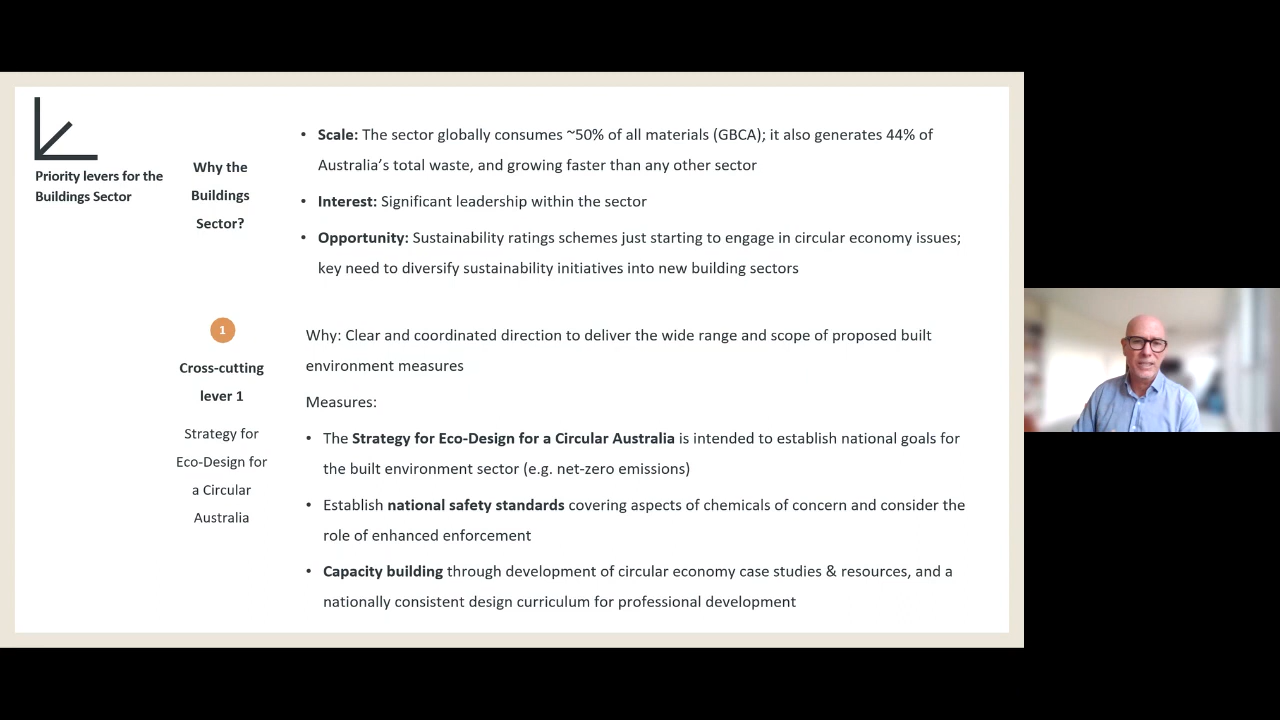 Priority levers for the
Buildings Sector
Why the
Buildings
Sector?
• Scale: The sector globally consumes ~50% of all materials (GBCA); it also generates 44% of
Australia’s total waste, and growing faster than any other sector
• Interest: Significant leadership within the sector
• Opportunity: Sustainability ratings schemes just starting to engage in circular economy issues;
key need to diversify sustainability initiatives into new building sectors
1
Cross-cutting
lever 1
Strategy for
Eco-Design for
a Circular
Australia
Why: Clear and coordinated direction to deliver the wide range and scope of proposed built
environment measures
Measures:
• The Strategy for Eco-Design for a Circular Australia is intended to establish national goals for
the built environment sector (e.g. net-zero emissions)
• Establish national safety standards covering aspects of chemicals of concern and consider the
role of enhanced enforcement
• Capacity building through development of circular economy case studies & resources, and a
nationally consistent design curriculum for professional development